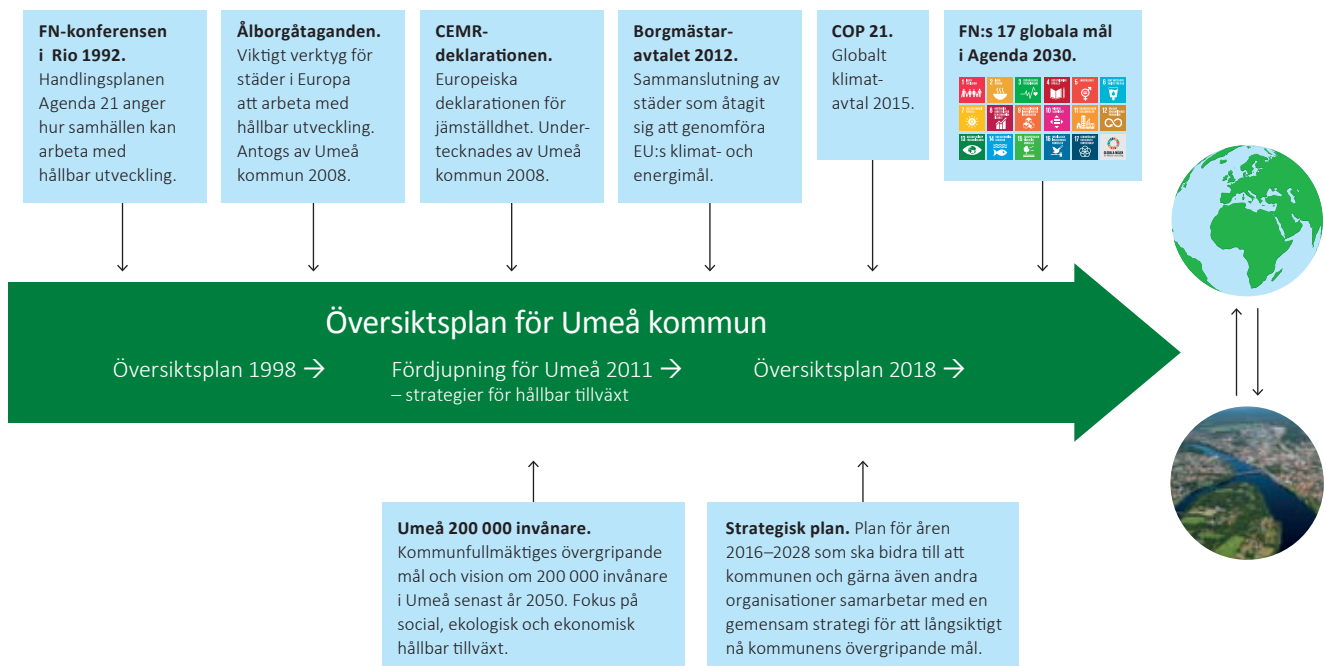 FN-konferensen
i Rio 1992.
Handlingsplanen
Agenda 21 anger
hur samhällen kan
arbeta med
hållbar utveckling.
Ålborgåtaganden.
Viktigt verktyg för
städer i Europa
att arbeta med
hållbar utveckling.
Antogs av Umeå
kommun 2008.
CEMR-
deklarationen.
Europeiska
deklarationen för
jämställdhet. Under-
tecknades av Umeå
kommun 2008.
Borgmästar-
avtalet 2012.
Sammanslutning av
städer som åtagit
sig att genomföra
EU:s klimat- och
energimål.
COP 21.
Globalt
klimat-
avtal 2015.
FN:s 17 globala mål
i Agenda 2030.
Översiktsplan för Umeå kommun
Översiktsplan 1998 →
Fördjupning för Umeå 2011 →
– strategier för hållbar tillväxt
Översiktsplan 2018 →
Umeå 200 000 invånare.
Kommunfullmäktiges övergripande
mål och vision om 200 000 invånare
i Umeå senast år 2050. Fokus på
social, ekologisk och ekonomisk
hållbar tillväxt.
Strategisk plan. Plan för åren
2016–2028 som ska bidra till att
kommunen och gärna även andra
organisationer samarbetar med en
gemensam strategi för att långsiktigt
nå kommunens övergripande mål.